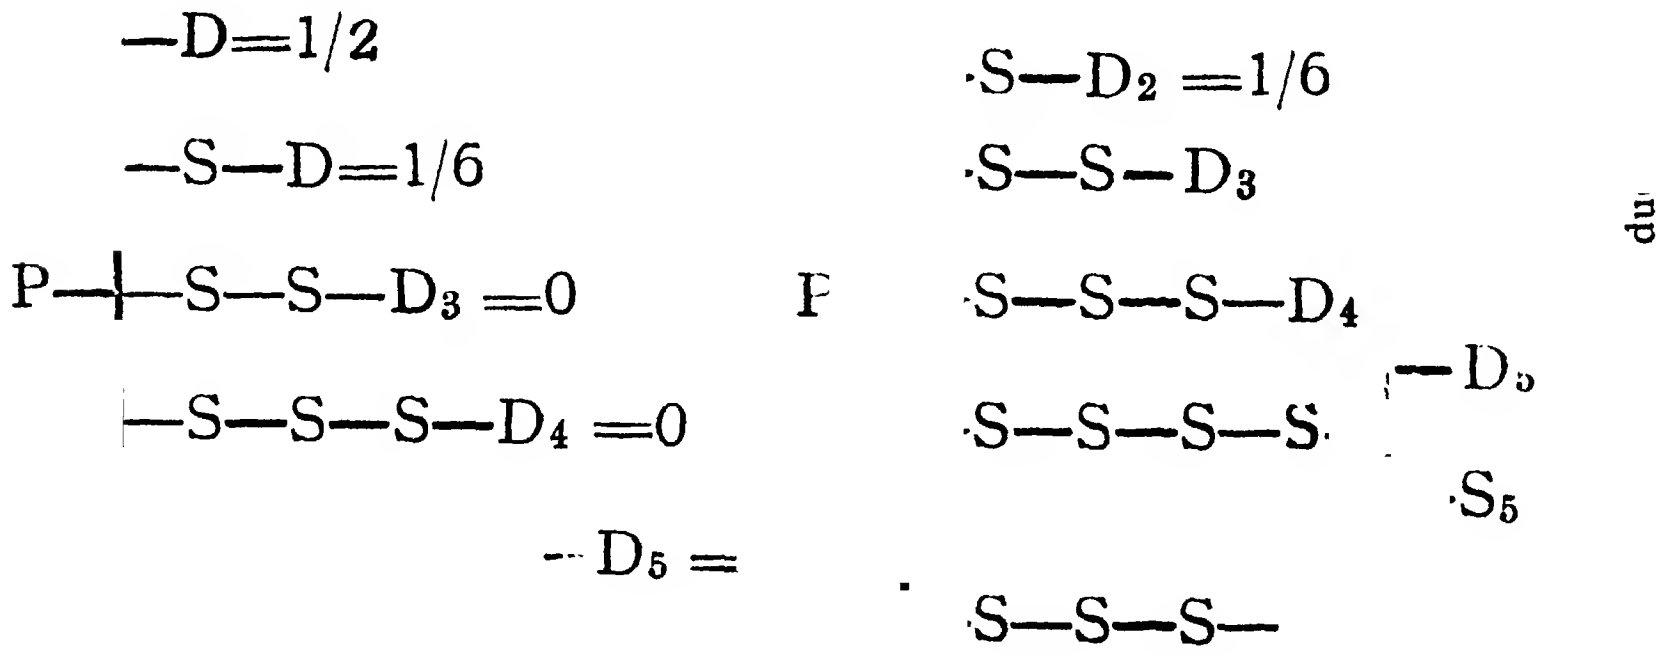 —D=1/2
—S—D=1/6
P—|—S—S—D₃=0
—S—S—S—D₄=0
-- D₅=
S—D₂=1/6
S—S—D₃
P S—S—S—D₄
—D₅
S—S—S—S
S₅
S—S—S—